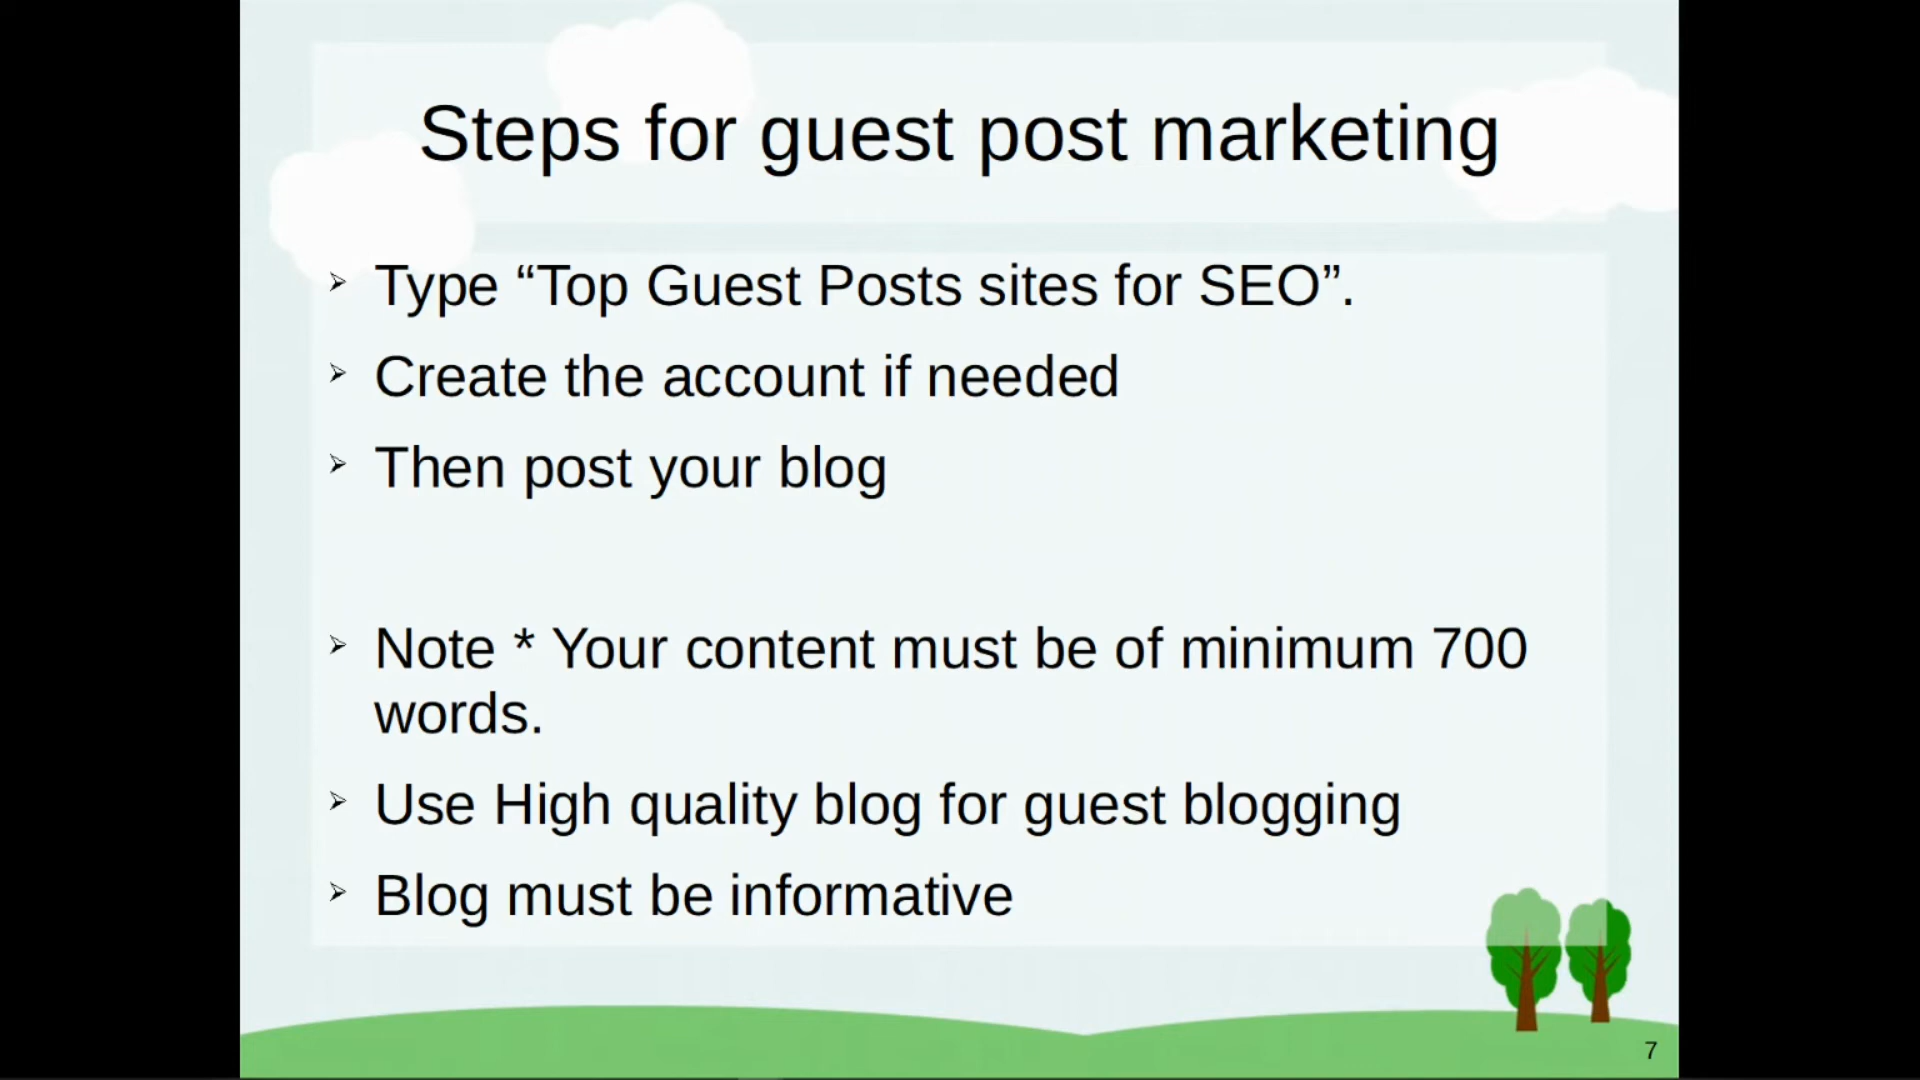 Steps for guest post marketing
➢ Type “Top Guest Posts sites for SEO”.
➢ Create the account if needed
➢ Then post your blog
➢ Note * Your content must be of minimum 700
words.
➢ Use High quality blog for guest blogging
➢ Blog must be informative
7